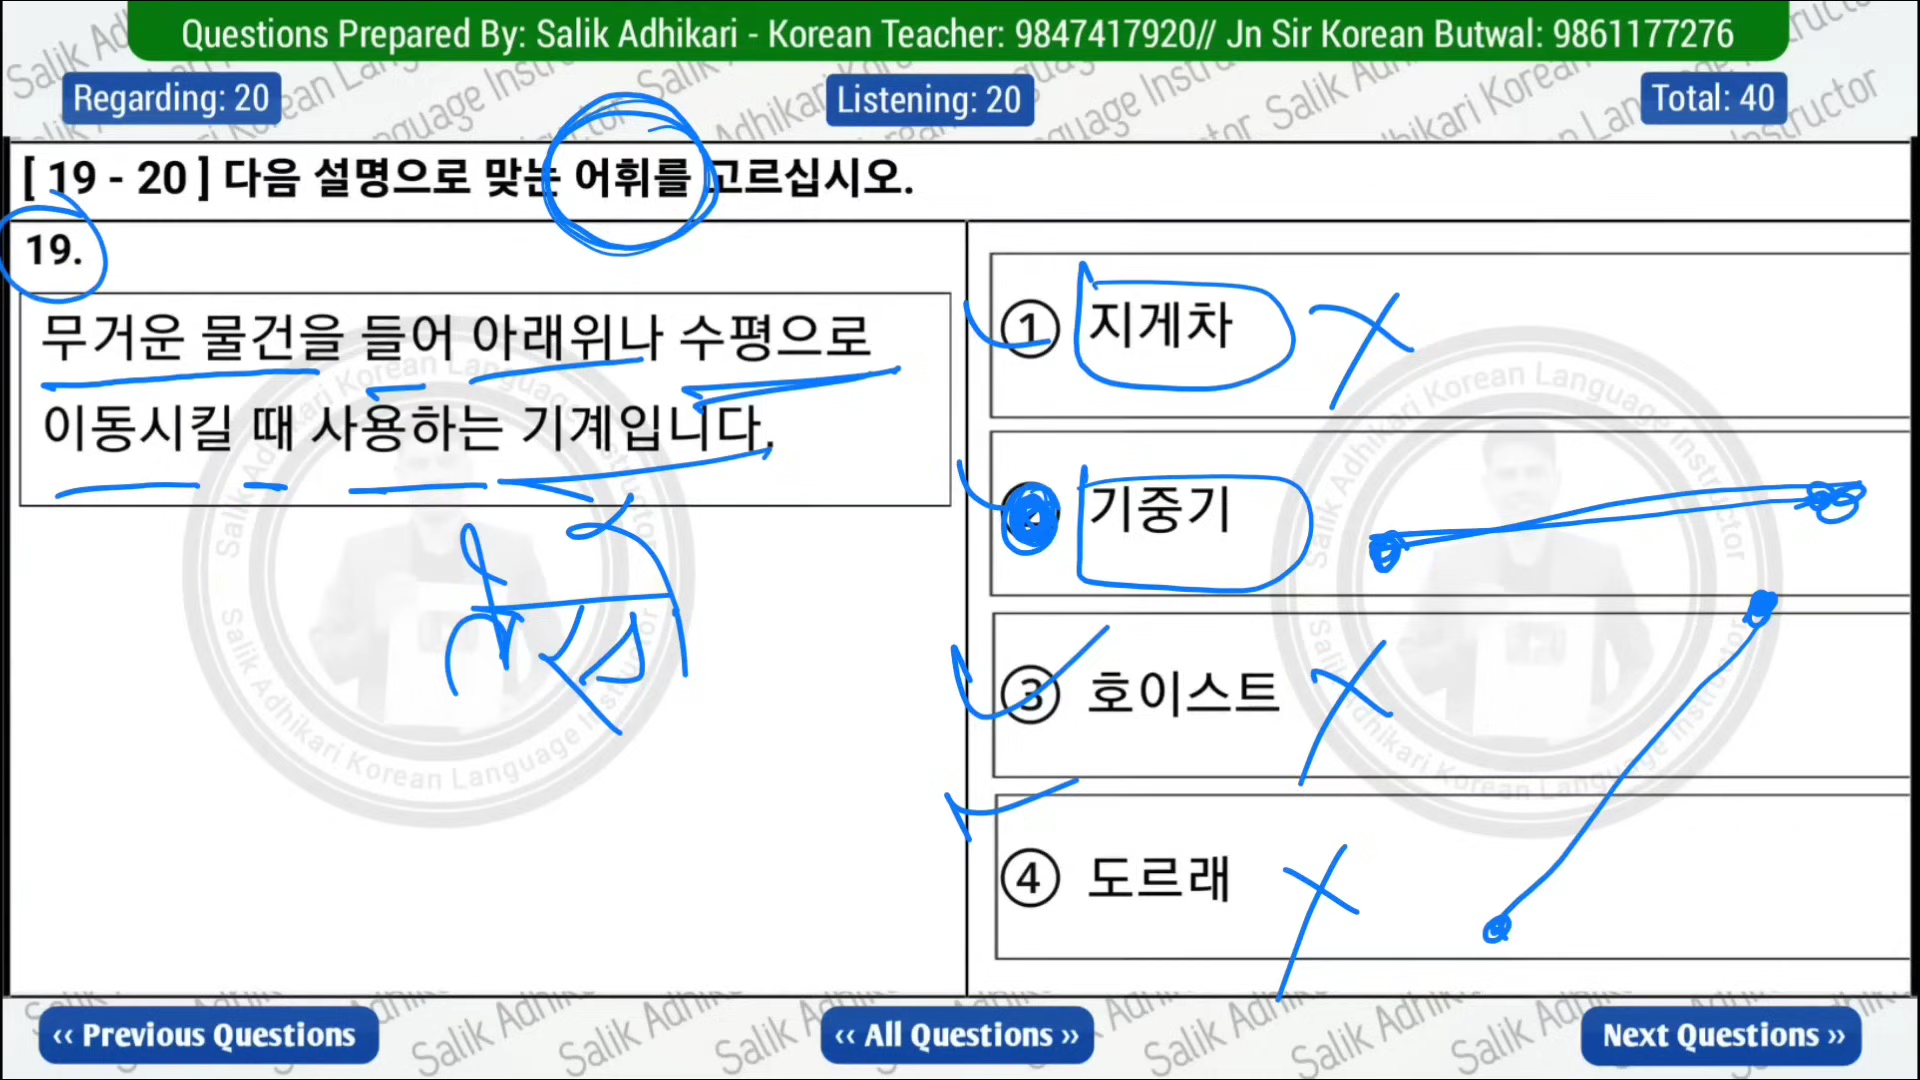 Questions Prepared By: Salik Adhikari - Korean Teacher: 9847417920// Jn Sir Korean Butwal: 9861177276
Regarding: 20
Listening: 20
Total: 40
[ 19 - 20 ] 다음 설명으로 맞는 어휘를 고르십시오.
19.
무거운 물건을 들어 아래위나 수평으로
이동시킬 때 사용하는 기계입니다.
① 지게차
② 기중기
③ 호이스트
④ 도르래
‹‹ Previous Questions
‹‹ All Questions ››
Next Questions ››